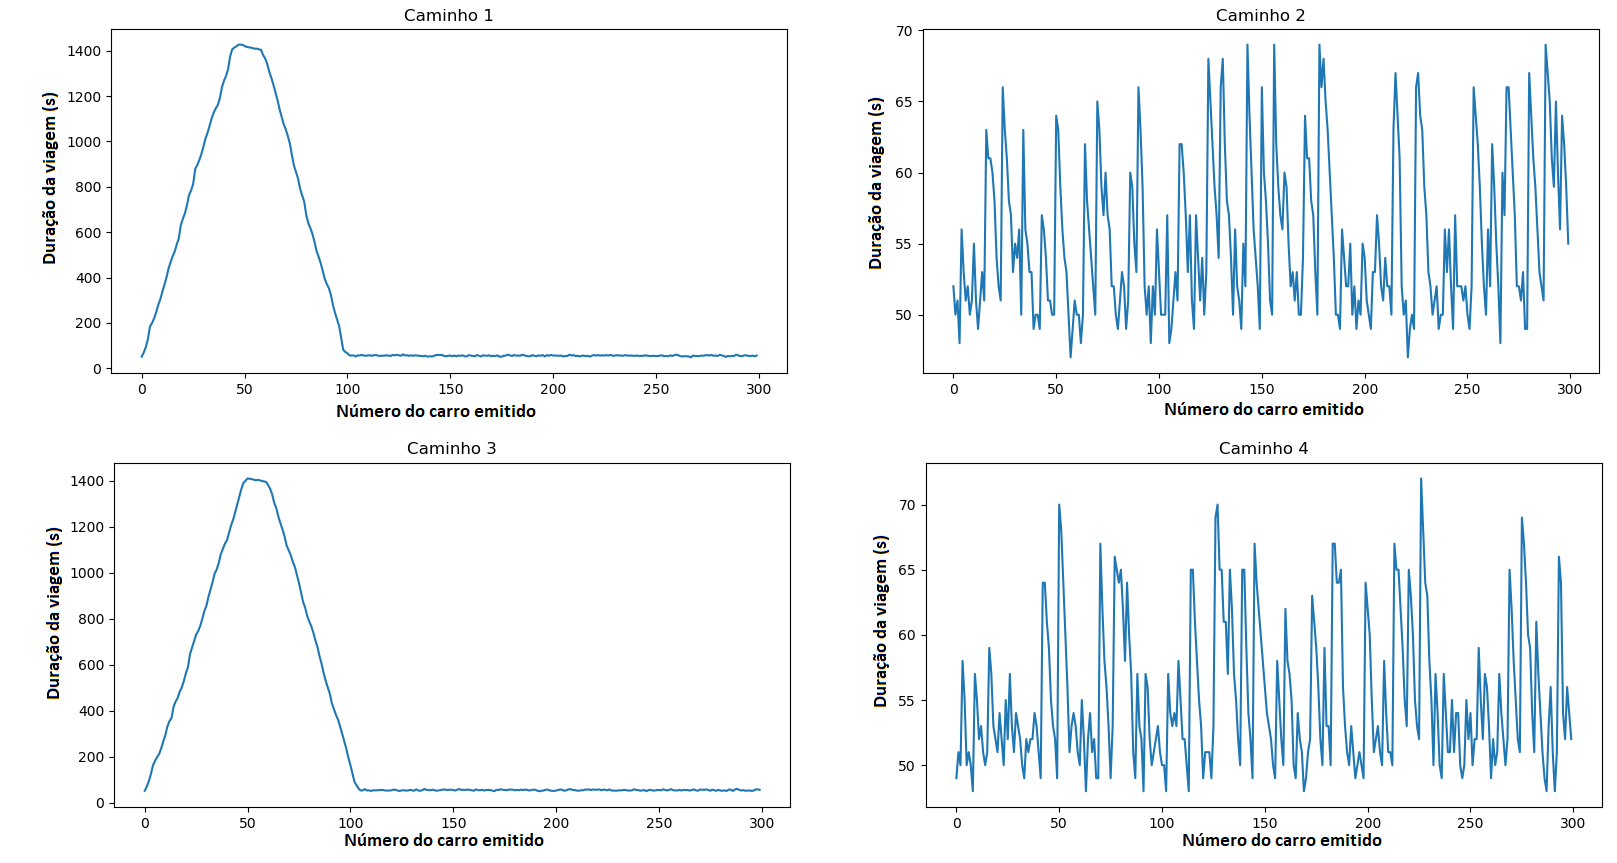 Caminho 1
Duração da viagem (s)
1400
1200
1000
800
600
400
200
0
0 50 100 150 200 250 300
Número do carro emitido
Caminho 2
Duração da viagem (s)
70
65
60
55
50
0 50 100 150 200 250 300
Número do carro emitido
Caminho 3
Duração da viagem (s)
1400
1200
1000
800
600
400
200
0
0 50 100 150 200 250 300
Número do carro emitido
Caminho 4
Duração da viagem (s)
70
65
60
55
50
0 50 100 150 200 250 300
Número do carro emitido